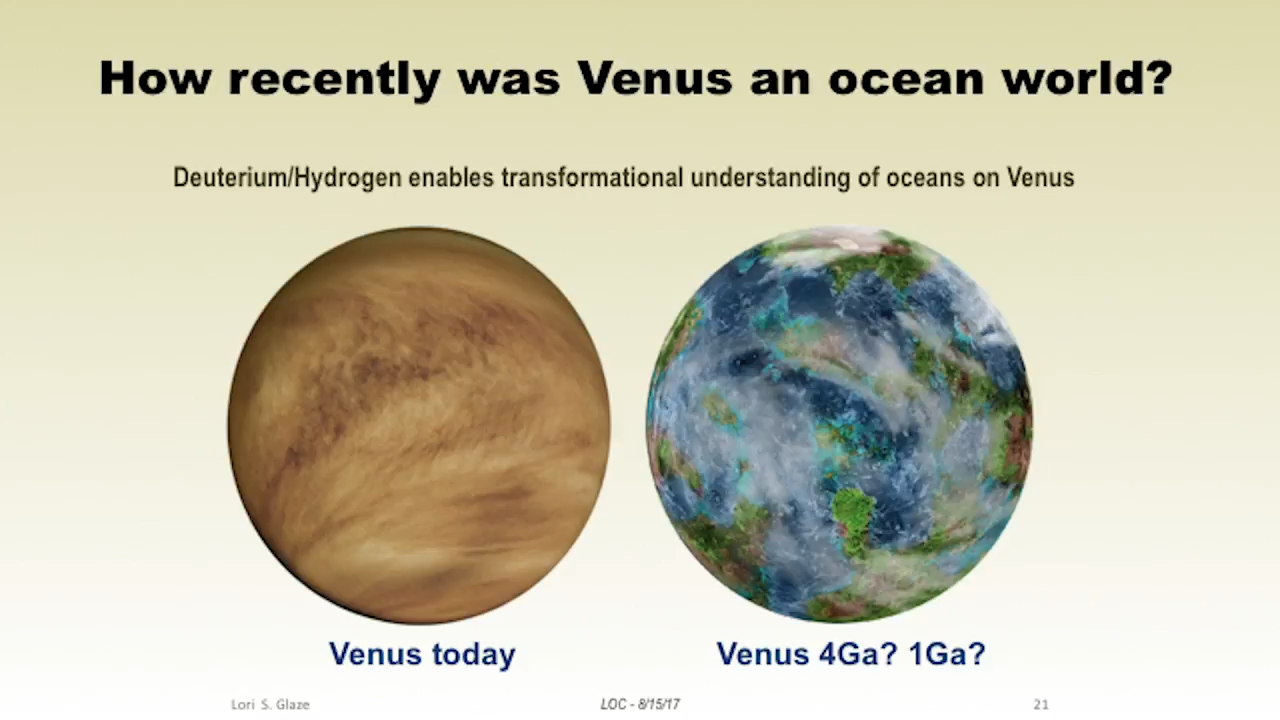 How recently was Venus an ocean world?
Deuterium/Hydrogen enables transformational understanding of oceans on Venus
Venus today
Venus 4Ga? 1Ga?
Lori S. Glaze
LOC - 8/15/17
21